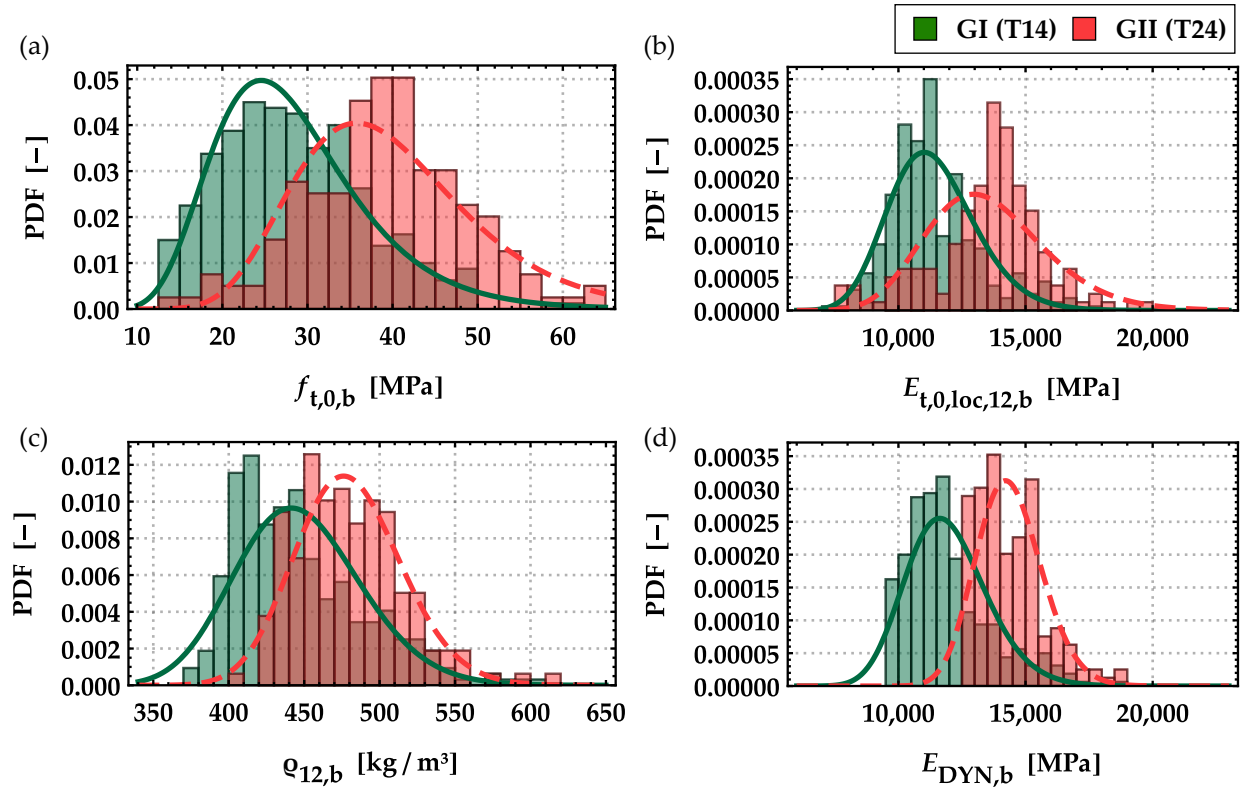 GI (T14) GII (T24)
(a)
PDF [−]
0.05
0.04
0.03
0.02
0.01
0.00
10 20 30 40 50 60
f t,0,b [MPa]
(b)
PDF [−]
0.00035
0.00030
0.00025
0.00020
0.00015
0.00010
0.00005
0.00000
10,000 15,000 20,000
E t,0,loc,12,b [MPa]
(c)
PDF [−]
0.012
0.010
0.008
0.006
0.004
0.002
0.000
350 400 450 500 550 600 650
ϱ12,b [kg / m³]
(d)
PDF [−]
0.00035
0.00030
0.00025
0.00020
0.00015
0.00010
0.00005
0.00000
10,000 15,000 20,000
E DYN,b [MPa]